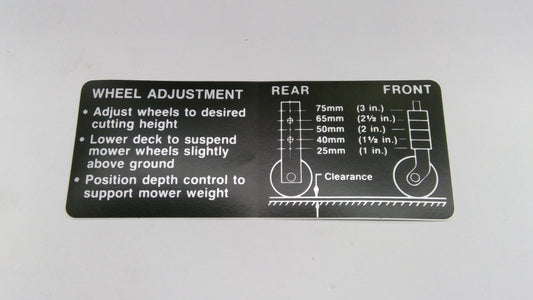 WHEEL ADJUSTMENT
• Adjust wheels to desired
cutting height
• Lower deck to suspend
mower wheels slightly
above ground
• Position depth control to
support mower weight
REAR FRONT
75mm (3 in.)
65mm (2½ in.)
50mm (2 in.)
40mm (1½ in.)
25mm (1 in.)
Clearance